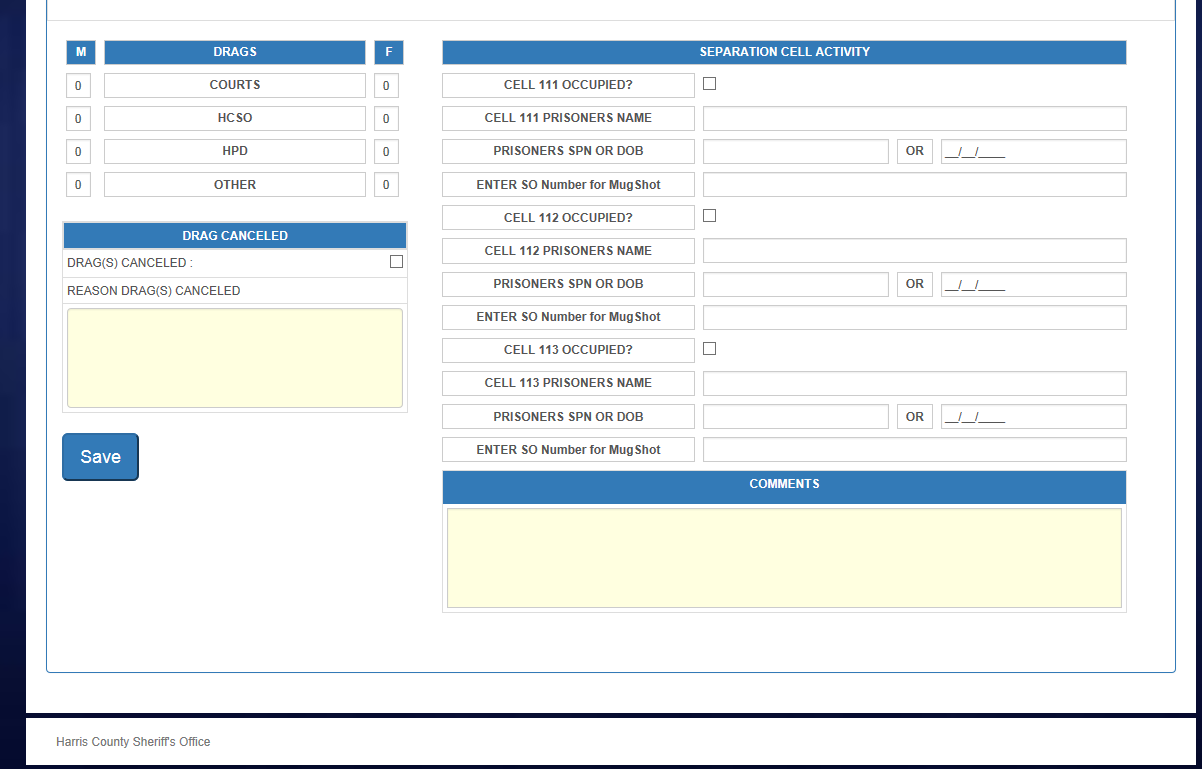 M DRAGS F
0 COURTS 0
0 HCSO 0
0 HPD 0
0 OTHER 0
DRAG CANCELED
DRAG(S) CANCELED :
REASON DRAG(S) CANCELED
Save
SEPARATION CELL ACTIVITY
CELL 111 OCCUPIED?
CELL 111 PRISONERS NAME
PRISONERS SPN OR DOB OR __/__/____
ENTER SO Number for MugShot
CELL 112 OCCUPIED?
CELL 112 PRISONERS NAME
PRISONERS SPN OR DOB OR __/__/____
ENTER SO Number for MugShot
CELL 113 OCCUPIED?
CELL 113 PRISONERS NAME
PRISONERS SPN OR DOB OR __/__/____
ENTER SO Number for MugShot
COMMENTS
Harris County Sheriff's Office